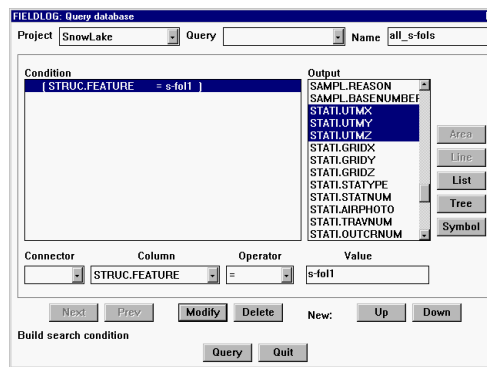 FIELDLOG: Query database
Project SnowLake Query Name all_s-fols
Condition
( STRUC.FEATURE = s-fol1 )
Output
SAMPL.REASON
SAMPL.BASENUMBER
STATI.UTMX
STATI.UTMY
STATI.UTMZ
STATI.GRIDX
STATI.GRIDY
STATI.GRIDZ
STATI.STATYPE
STATI.STATNUM
STATI.AIRPHOTO
STATI.TRAVNUM
STATI.OUTCRNUM
Area
Line
List
Tree
Symbol
Connector Column Operator Value
STRUC.FEATURE = s-fol1
Next Prev Modify Delete New: Up Down
Build search condition
Query Quit